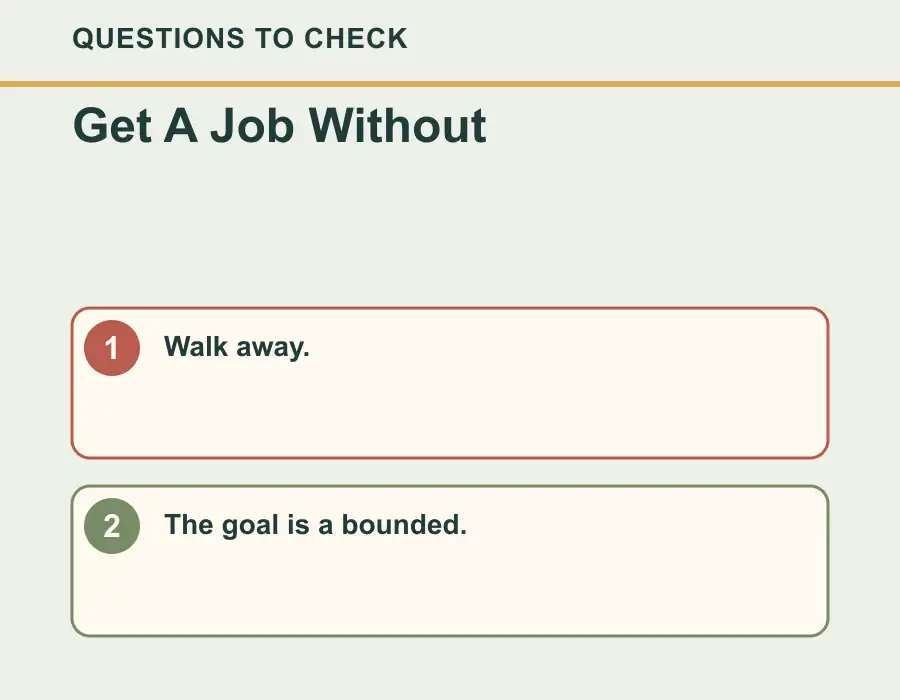 QUESTIONS TO CHECK
Get A Job Without
1 Walk away.
2 The goal is a bounded.